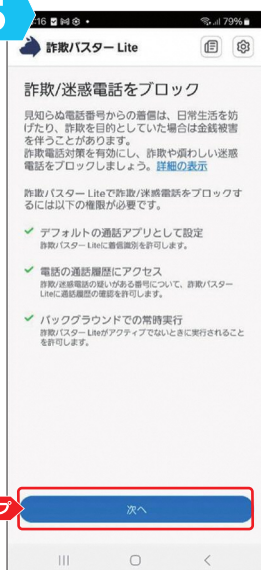 :16
79%
詐欺バスター Lite
詐欺/迷惑電話をブロック
見知らぬ電話番号からの着信は、日常生活を妨
げたり、詐欺を目的としていた場合は金銭被害
を伴うことがあります。
詐欺電話対策を有効にし、詐欺や煩わしい迷惑
電話をブロックしましょう。詳細の表示
詐欺バスター Liteで詐欺/迷惑電話をブロックす
るには以下の権限が必要です。
デフォルトの通話アプリとして設定
詐欺バスター Liteに着信識別を許可します。
電話の通話履歴にアクセス
詐欺/迷惑電話の疑いがある番号について、詐欺バスター
Liteに通話履歴の確認を許可します。
バックグラウンドでの常時実行
詐欺バスター Liteがアクティブでないときに実行されること
を許可します。
次へ
プ